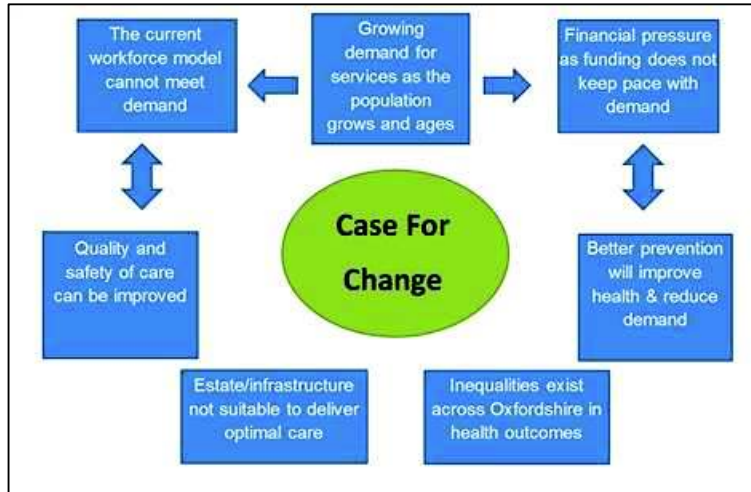 The current
workforce model
cannot meet
demand
Growing
demand for
services as the
population
grows and ages
Financial pressure
as funding does not
keep pace with
demand
Case For
Change
Quality and
safety of care
can be improved
Better prevention
will improve
health & reduce
demand
Estate/infrastructure
not suitable to deliver
optimal care
Inequalities exist
across Oxfordshire in
health outcomes